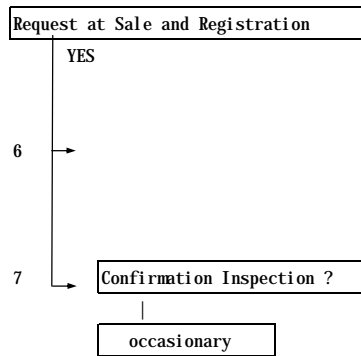 Request at Sale and Registration
YES
6
7 Confirmation Inspection ?
occasionary